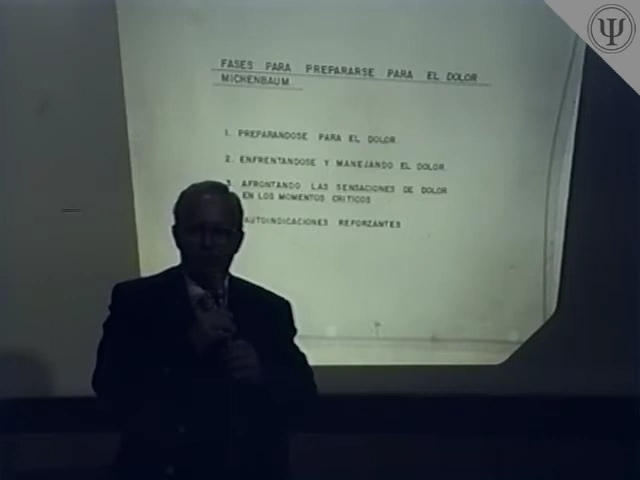 FASES PARA PREPARARSE PARA EL DOLOR
MICHENBAUM
1. PREPARANDOSE PARA EL DOLOR.
2. ENFRENTANDOSE Y MANEJANDO EL DOLOR.
3. AFRONTANDO LAS SENSACIONES DE DOLOR
EN LOS MOMENTOS CRITICOS
AUTOINDICACIONES REFORZANTES
Ψ